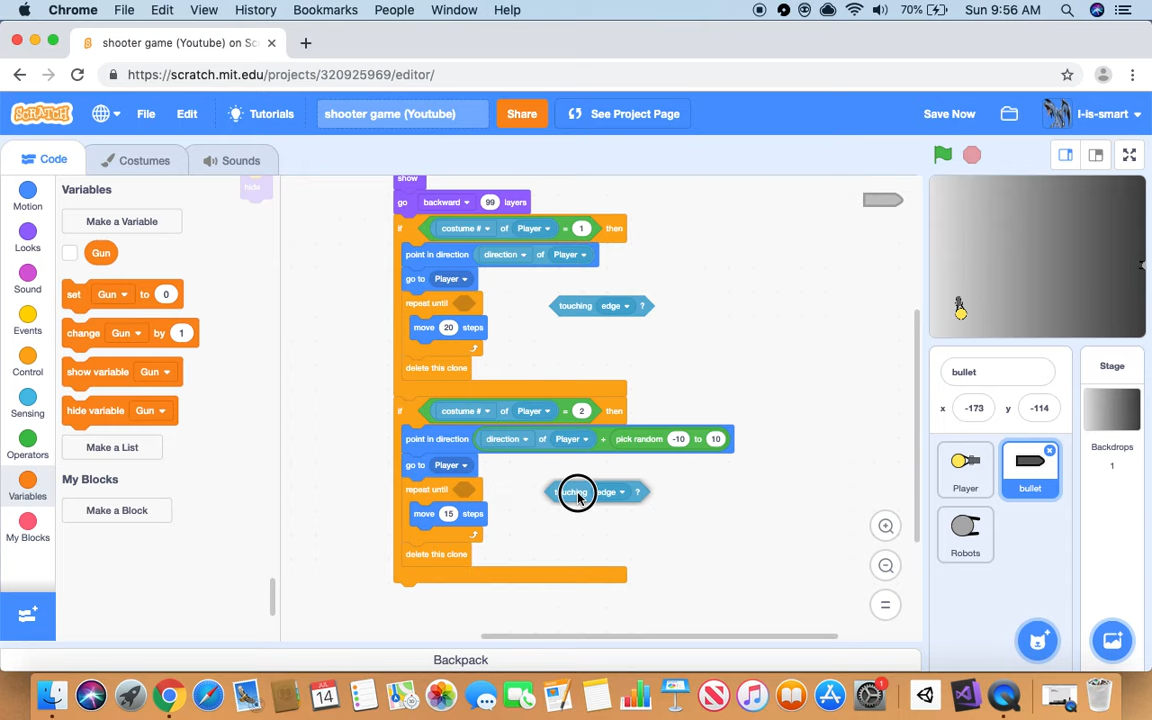 Chrome File Edit View History Bookmarks People Window Help 70% Sun 9:56 AM
shooter game (Youtube) on Sc
https://scratch.mit.edu/projects/320925969/editor/
SCRATCH File Edit Tutorials shooter game (Youtube) Share See Project Page Save Now I-is-smart
Code Costumes Sounds
Motion
Looks
Sound
Events
Control
Sensing
Operators
Variables
My Blocks
Variables
Make a Variable
Gun
set Gun to 0
change Gun by 1
show variable Gun
hide variable Gun
Make a List
My Blocks
Make a Block
hide
show
go backward 99 layers
if costume # of Player = 1 then
point in direction direction of Player
go to Player
repeat until
touching edge ?
move 20 steps
delete this clone
if costume # of Player = 2 then
point in direction direction of Player + pick random -10 to 10
go to Player
repeat until
touching edge ?
move 15 steps
delete this clone
bullet
x -173 y -114
Player
bullet
Robots
Stage
Backdrops
1
Backpack
14
1